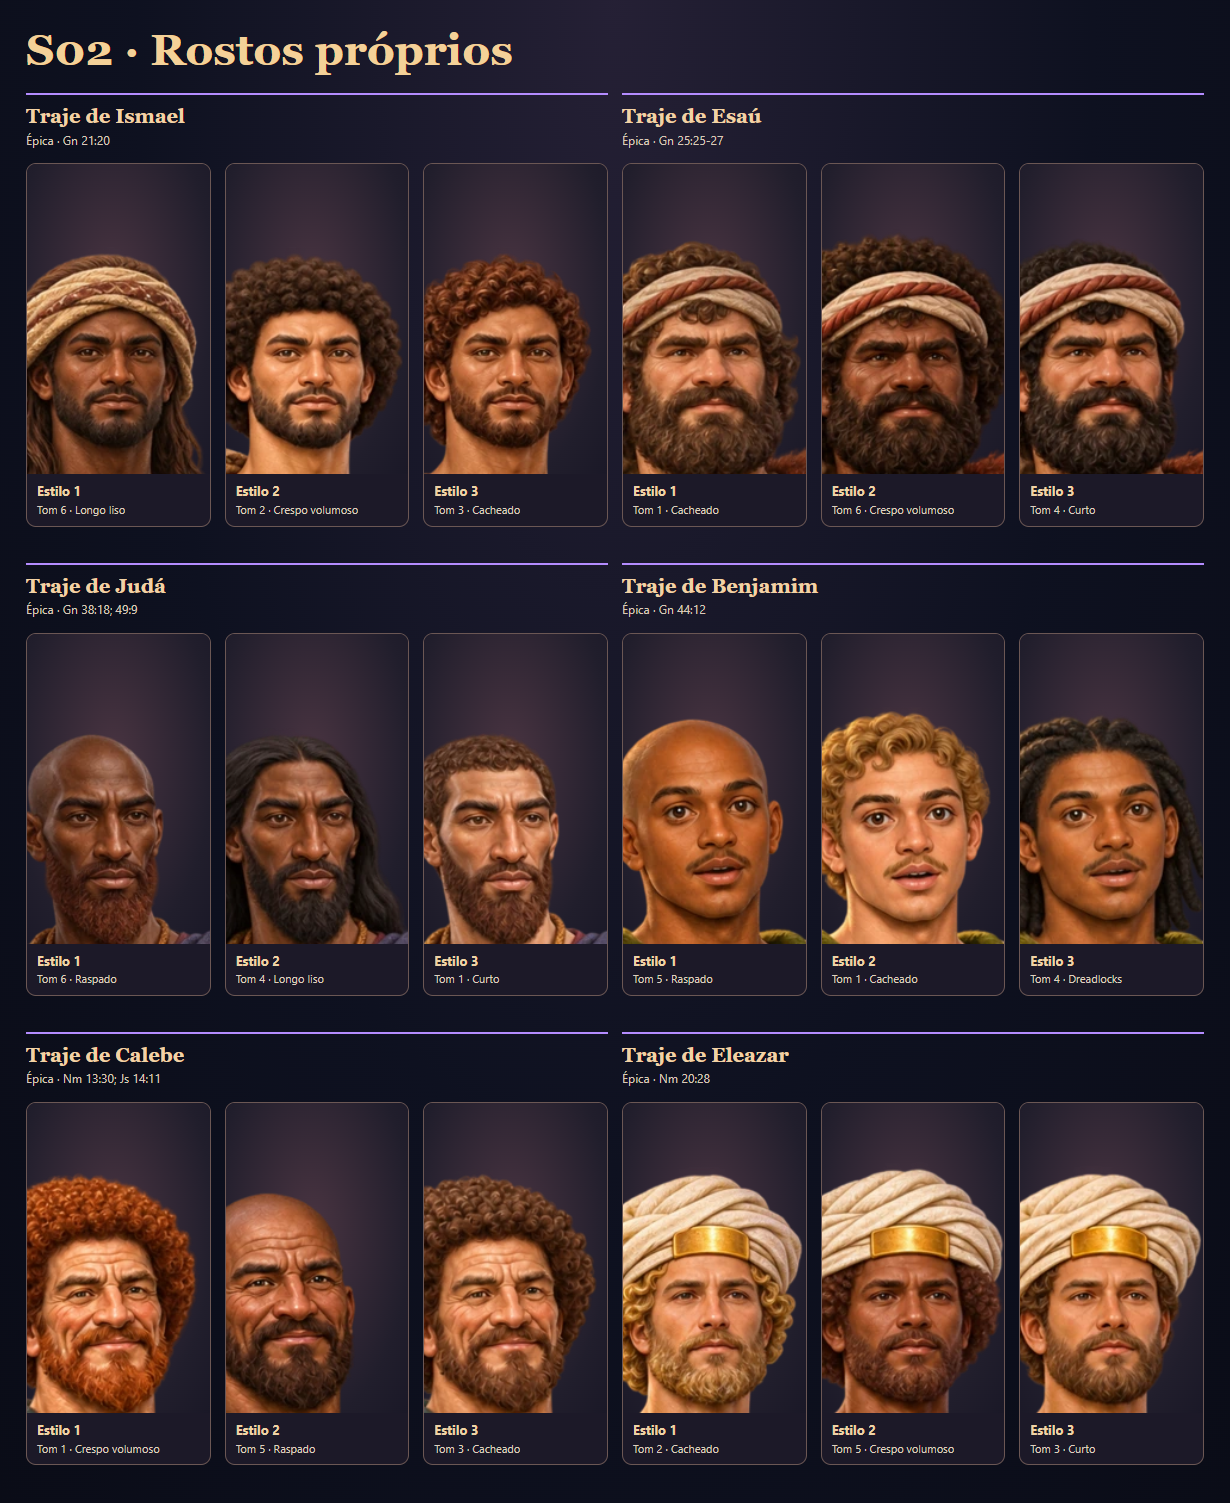 S02 · Rostos próprios
Traje de Ismael
Épica · Gn 21:20
Estilo 1
Tom 6 · Longo liso
Estilo 2
Tom 2 · Crespo volumoso
Estilo 3
Tom 3 · Cacheado
Traje de Esaú
Épica · Gn 25:25-27
Estilo 1
Tom 1 · Cacheado
Estilo 2
Tom 6 · Crespo volumoso
Estilo 3
Tom 4 · Curto
Traje de Judá
Épica · Gn 38:18; 49:9
Estilo 1
Tom 6 · Raspado
Estilo 2
Tom 4 · Longo liso
Estilo 3
Tom 1 · Curto
Traje de Benjamim
Épica · Gn 44:12
Estilo 1
Tom 5 · Raspado
Estilo 2
Tom 1 · Cacheado
Estilo 3
Tom 4 · Dreadlocks
Traje de Calebe
Épica · Nm 13:30; Js 14:11
Estilo 1
Tom 1 · Crespo volumoso
Estilo 2
Tom 5 · Raspado
Estilo 3
Tom 3 · Cacheado
Traje de Eleazar
Épica · Nm 20:28
Estilo 1
Tom 2 · Cacheado
Estilo 2
Tom 5 · Crespo volumoso
Estilo 3
Tom 3 · Curto